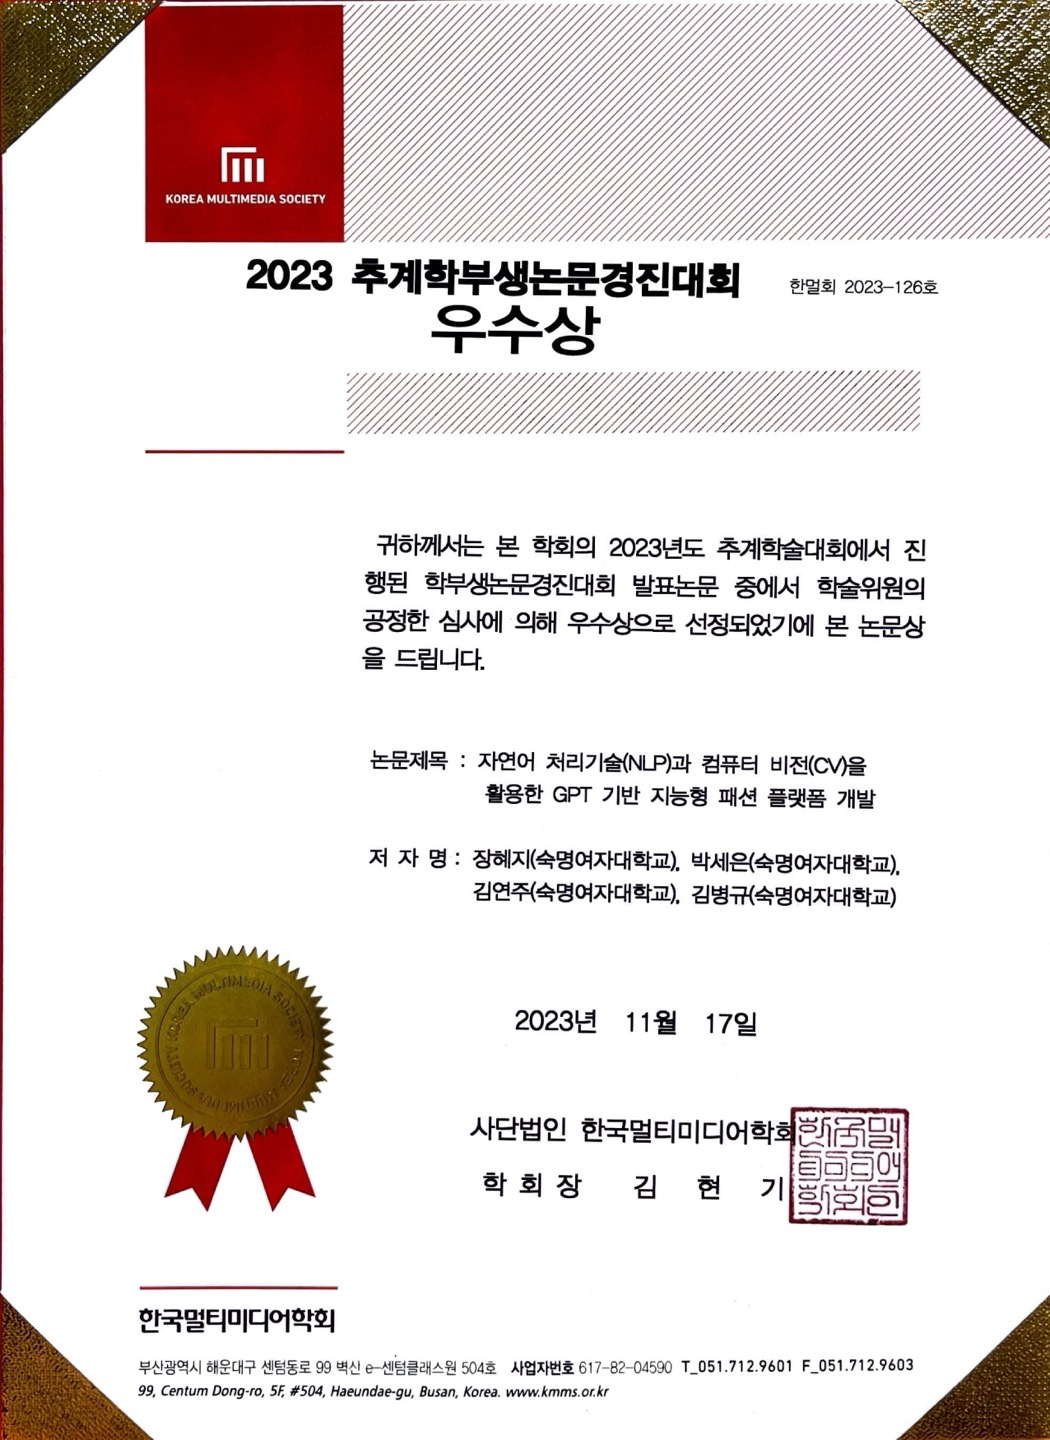 KOREA MULTIMEDIA SOCIETY
2023 추계학부생논문경진대회 한멀회 2023-126호
우수상
귀하께서는 본 학회의 2023년도 추계학술대회에서 진
행된 학부생논문경진대회 발표논문 중에서 학술위원의
공정한 심사에 의해 우수상으로 선정되었기에 본 논문상
을 드립니다.
논문제목 : 자연어 처리기술(NLP)과 컴퓨터 비전(CV)을
활용한 GPT 기반 지능형 패션 플랫폼 개발
저 자 명 : 장혜지(숙명여자대학교), 박세은(숙명여자대학교),
김연주(숙명여자대학교), 김병규(숙명여자대학교)
KOREA MULTIMEDIA SOCIETY KOREA MULTIMEDIA SOCIETY
2023년 11월 17일
사단법인 한국멀티미디어학회
학 회 장 김 현 기
한국멀티미디어학회
부산광역시 해운대구 센텀동로 99 벽산 e-센텀클래스원 504호 사업자번호 617-82-04590 T_051.712.9601 F_051.712.9603
99, Centum Dong-ro, 5F, #504, Haeundae-gu, Busan, Korea. www.kmms.or.kr